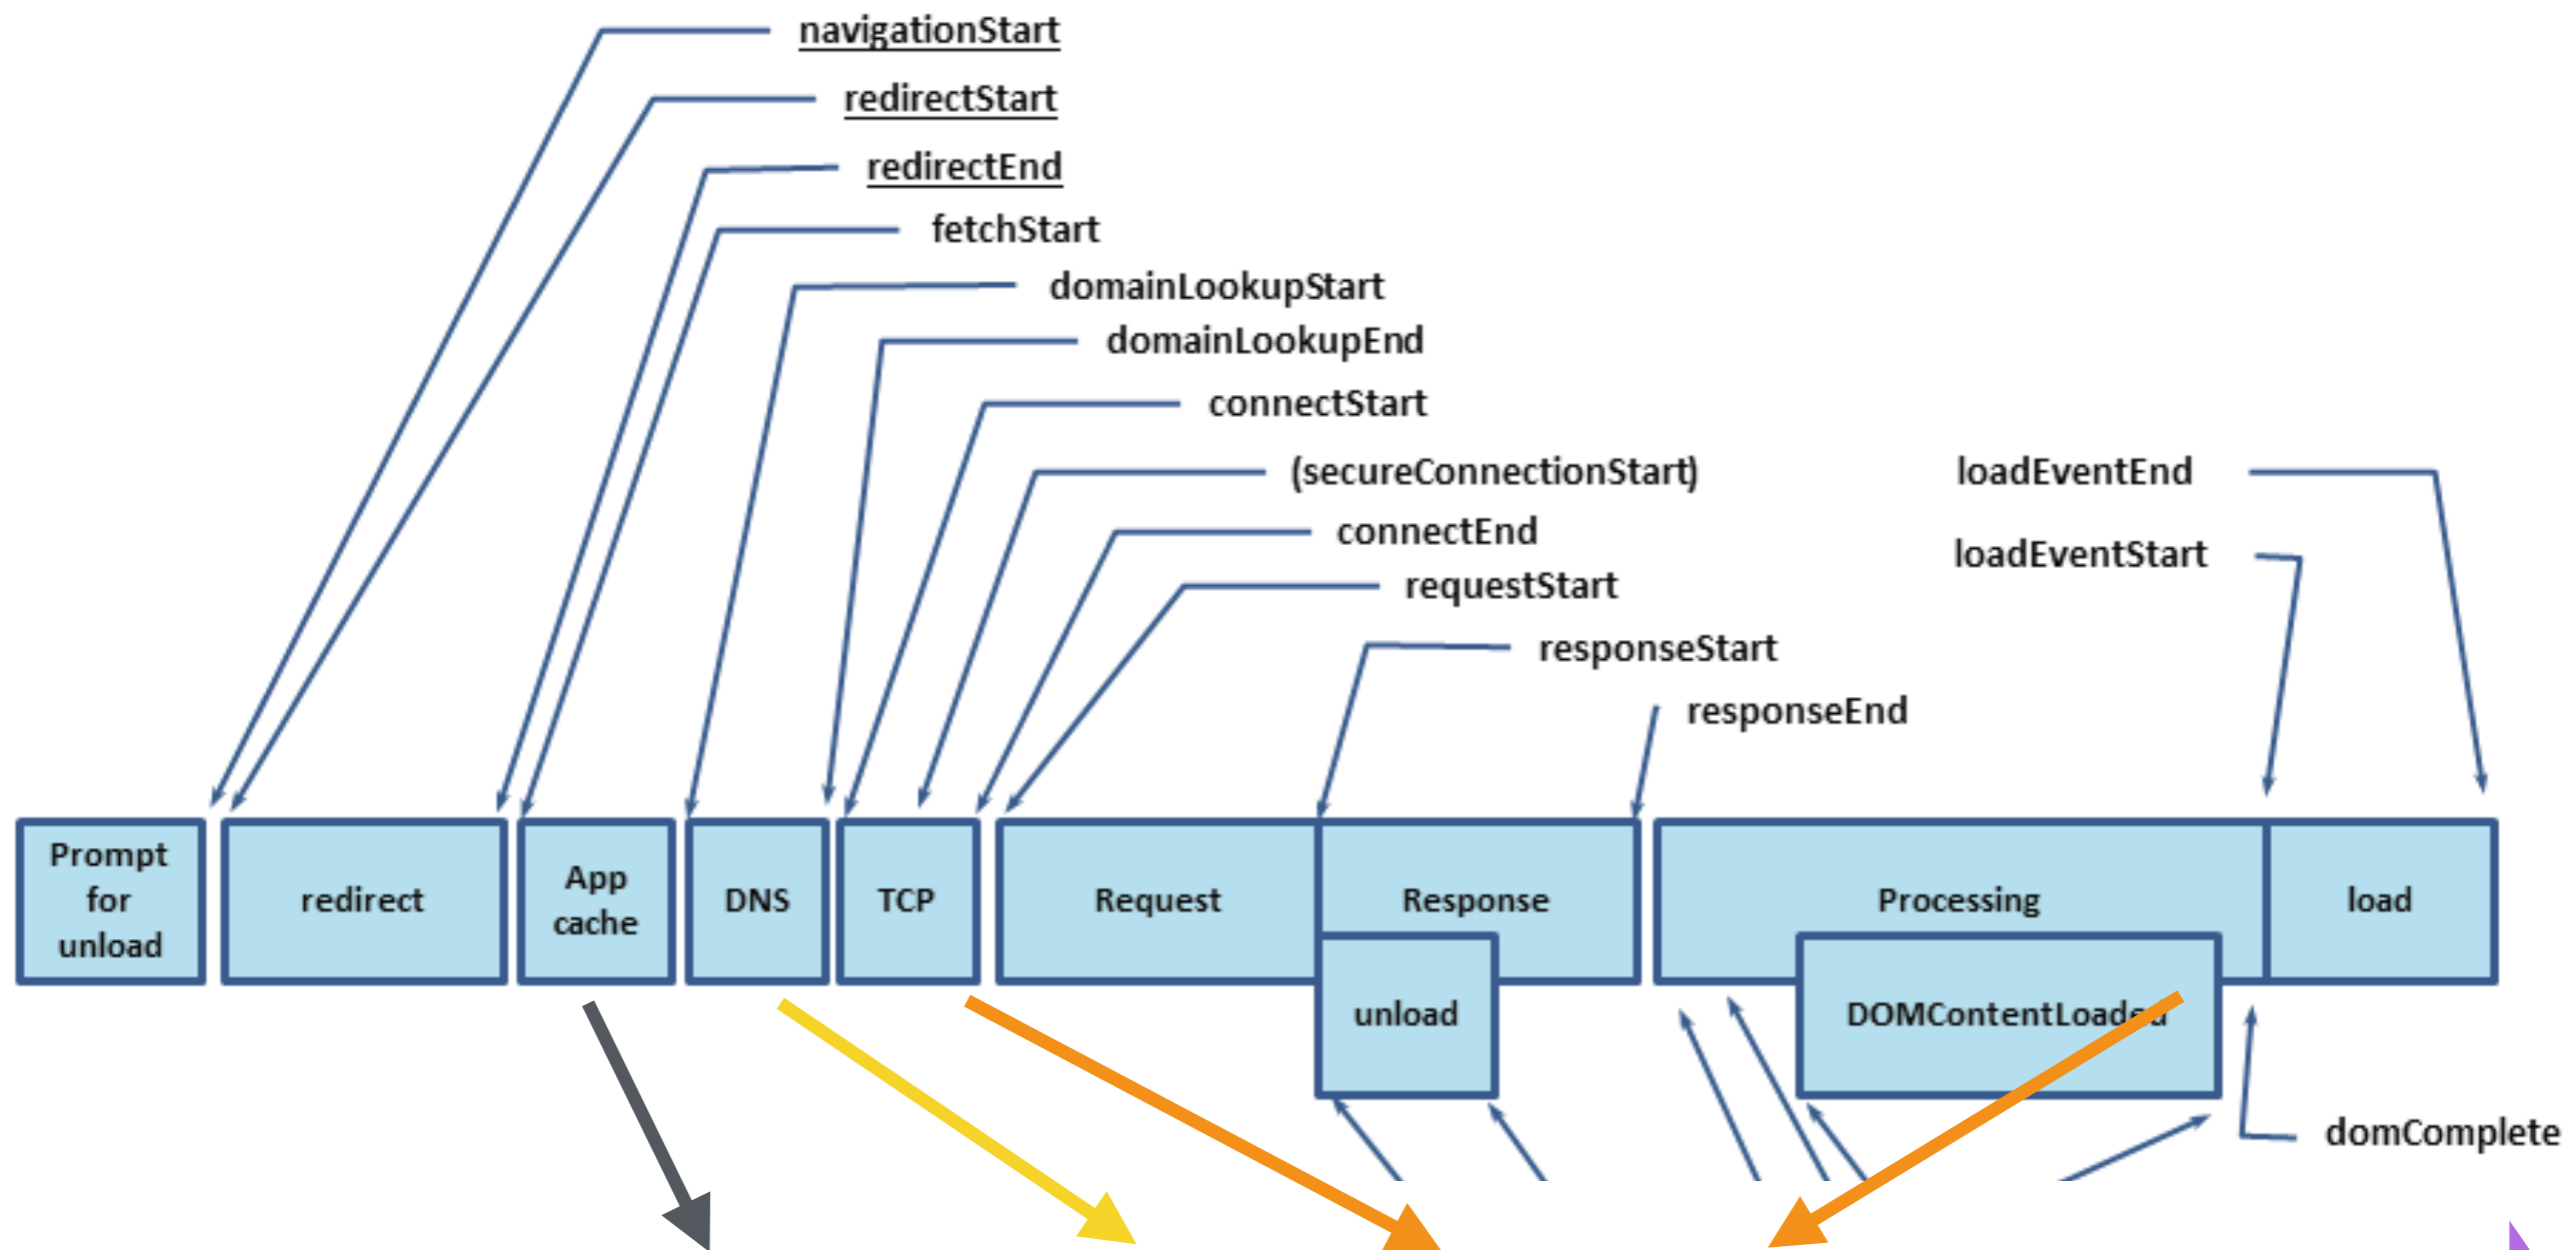 navigationStart
redirectStart
redirectEnd
fetchStart
domainLookupStart
domainLookupEnd
connectStart
(secureConnectionStart)
connectEnd
requestStart
responseStart
responseEnd
loadEventEnd
loadEventStart
Prompt
for
unload
redirect
App
cache
DNS
TCP
Request
Response
unload
Processing
DOMContentLoaded
load
domComplete